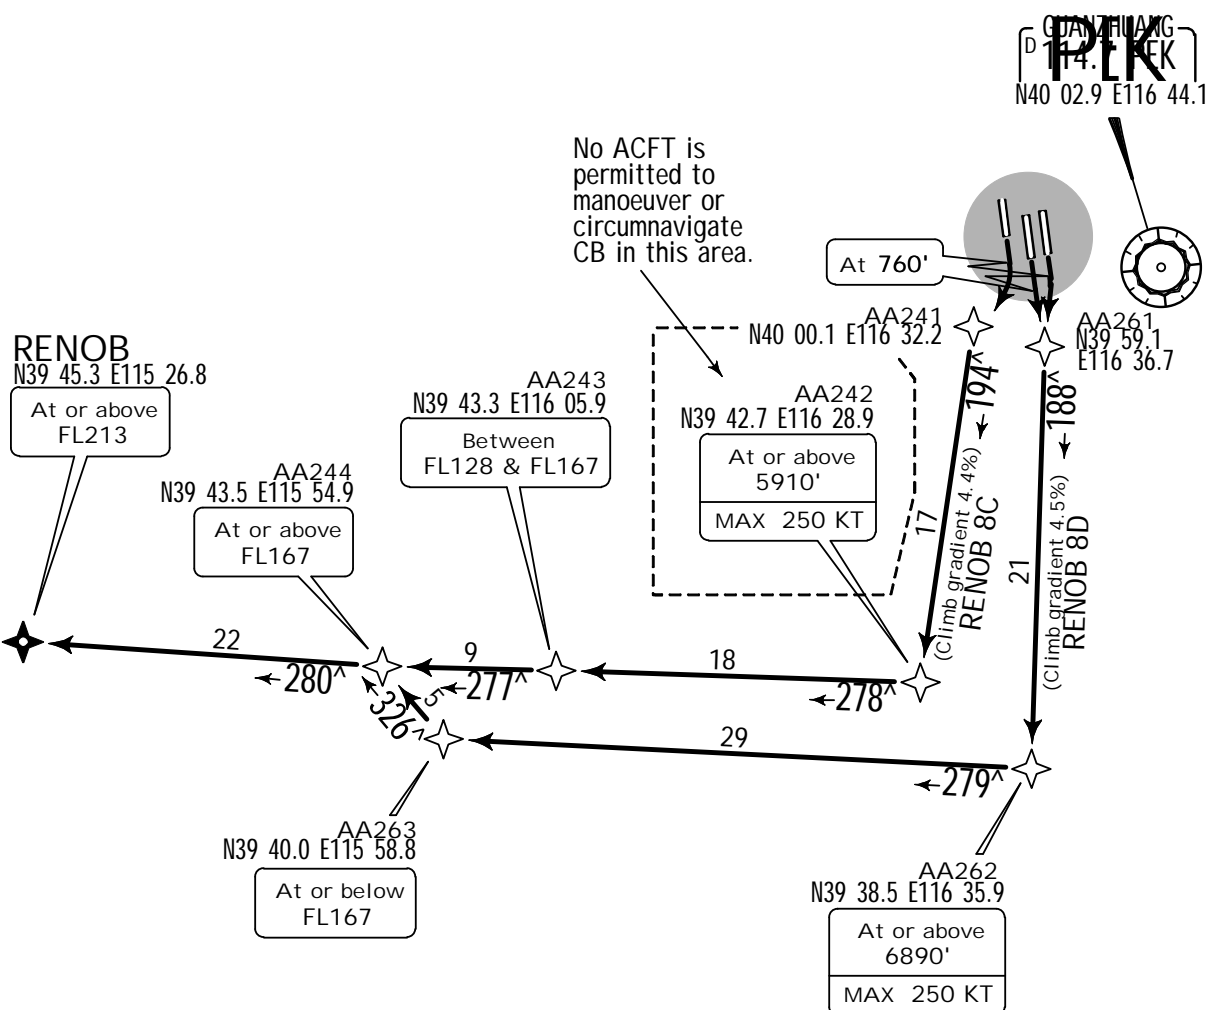 GUANZHUANG
D 114.7 PEK
PEK
N40 02.9 E116 44.1
No ACFT is
permitted to
manoeuver or
circumnavigate
CB in this area.
At 760'
AA241
N40 00.1 E116 32.2
AA261
N39 59.1
E116 36.7
RENOB
N39 45.3 E115 26.8
At or above
FL213
AA243
N39 43.3 E116 05.9
Between
FL128 & FL167
AA242
N39 42.7 E116 28.9
At or above
5910'
MAX 250 KT
AA244
N39 43.5 E115 54.9
At or above
FL167
194^
188^
17
(Climb gradient 4.4%)
RENOB 8C
21
(Climb gradient 4.5%)
RENOB 8D
22
280^
9
277^
18
278^
5
326^
29
279^
AA263
N39 40.0 E115 58.8
At or below
FL167
AA262
N39 38.5 E116 35.9
At or above
6890'
MAX 250 KT